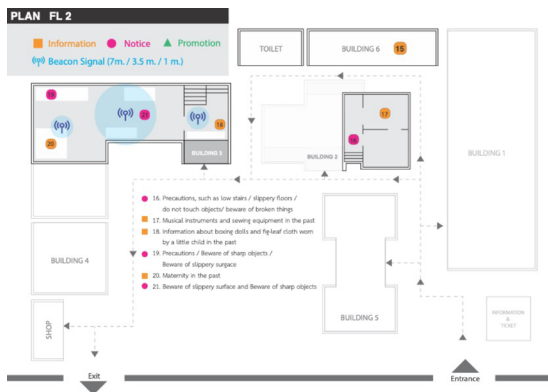 PLAN FL 2
Information Notice Promotion
Beacon Signal (7m. / 3.5 m. / 1 m.)
TOILET
BUILDING 6
15
19
21
18
20
BUILDING 3
17
16
BUILDING 2
BUILDING 1
16. Precautions, such as low stairs / slippery floors /
do not touch objects/ beware of broken things
17. Musical instruments and sewing equipment in the past
18. Information about boxing dolls and fig-leaf cloth worn
by a little child in the past
19. Precautions / Beware of sharp objects /
Beware of slippery surgace
20. Maternity in the past
21. Beware of slippery surface and Beware of sharp objects
BUILDING 4
SHOP
BUILDING 5
INFORMATION
&
TICKET
Exit
Entrance